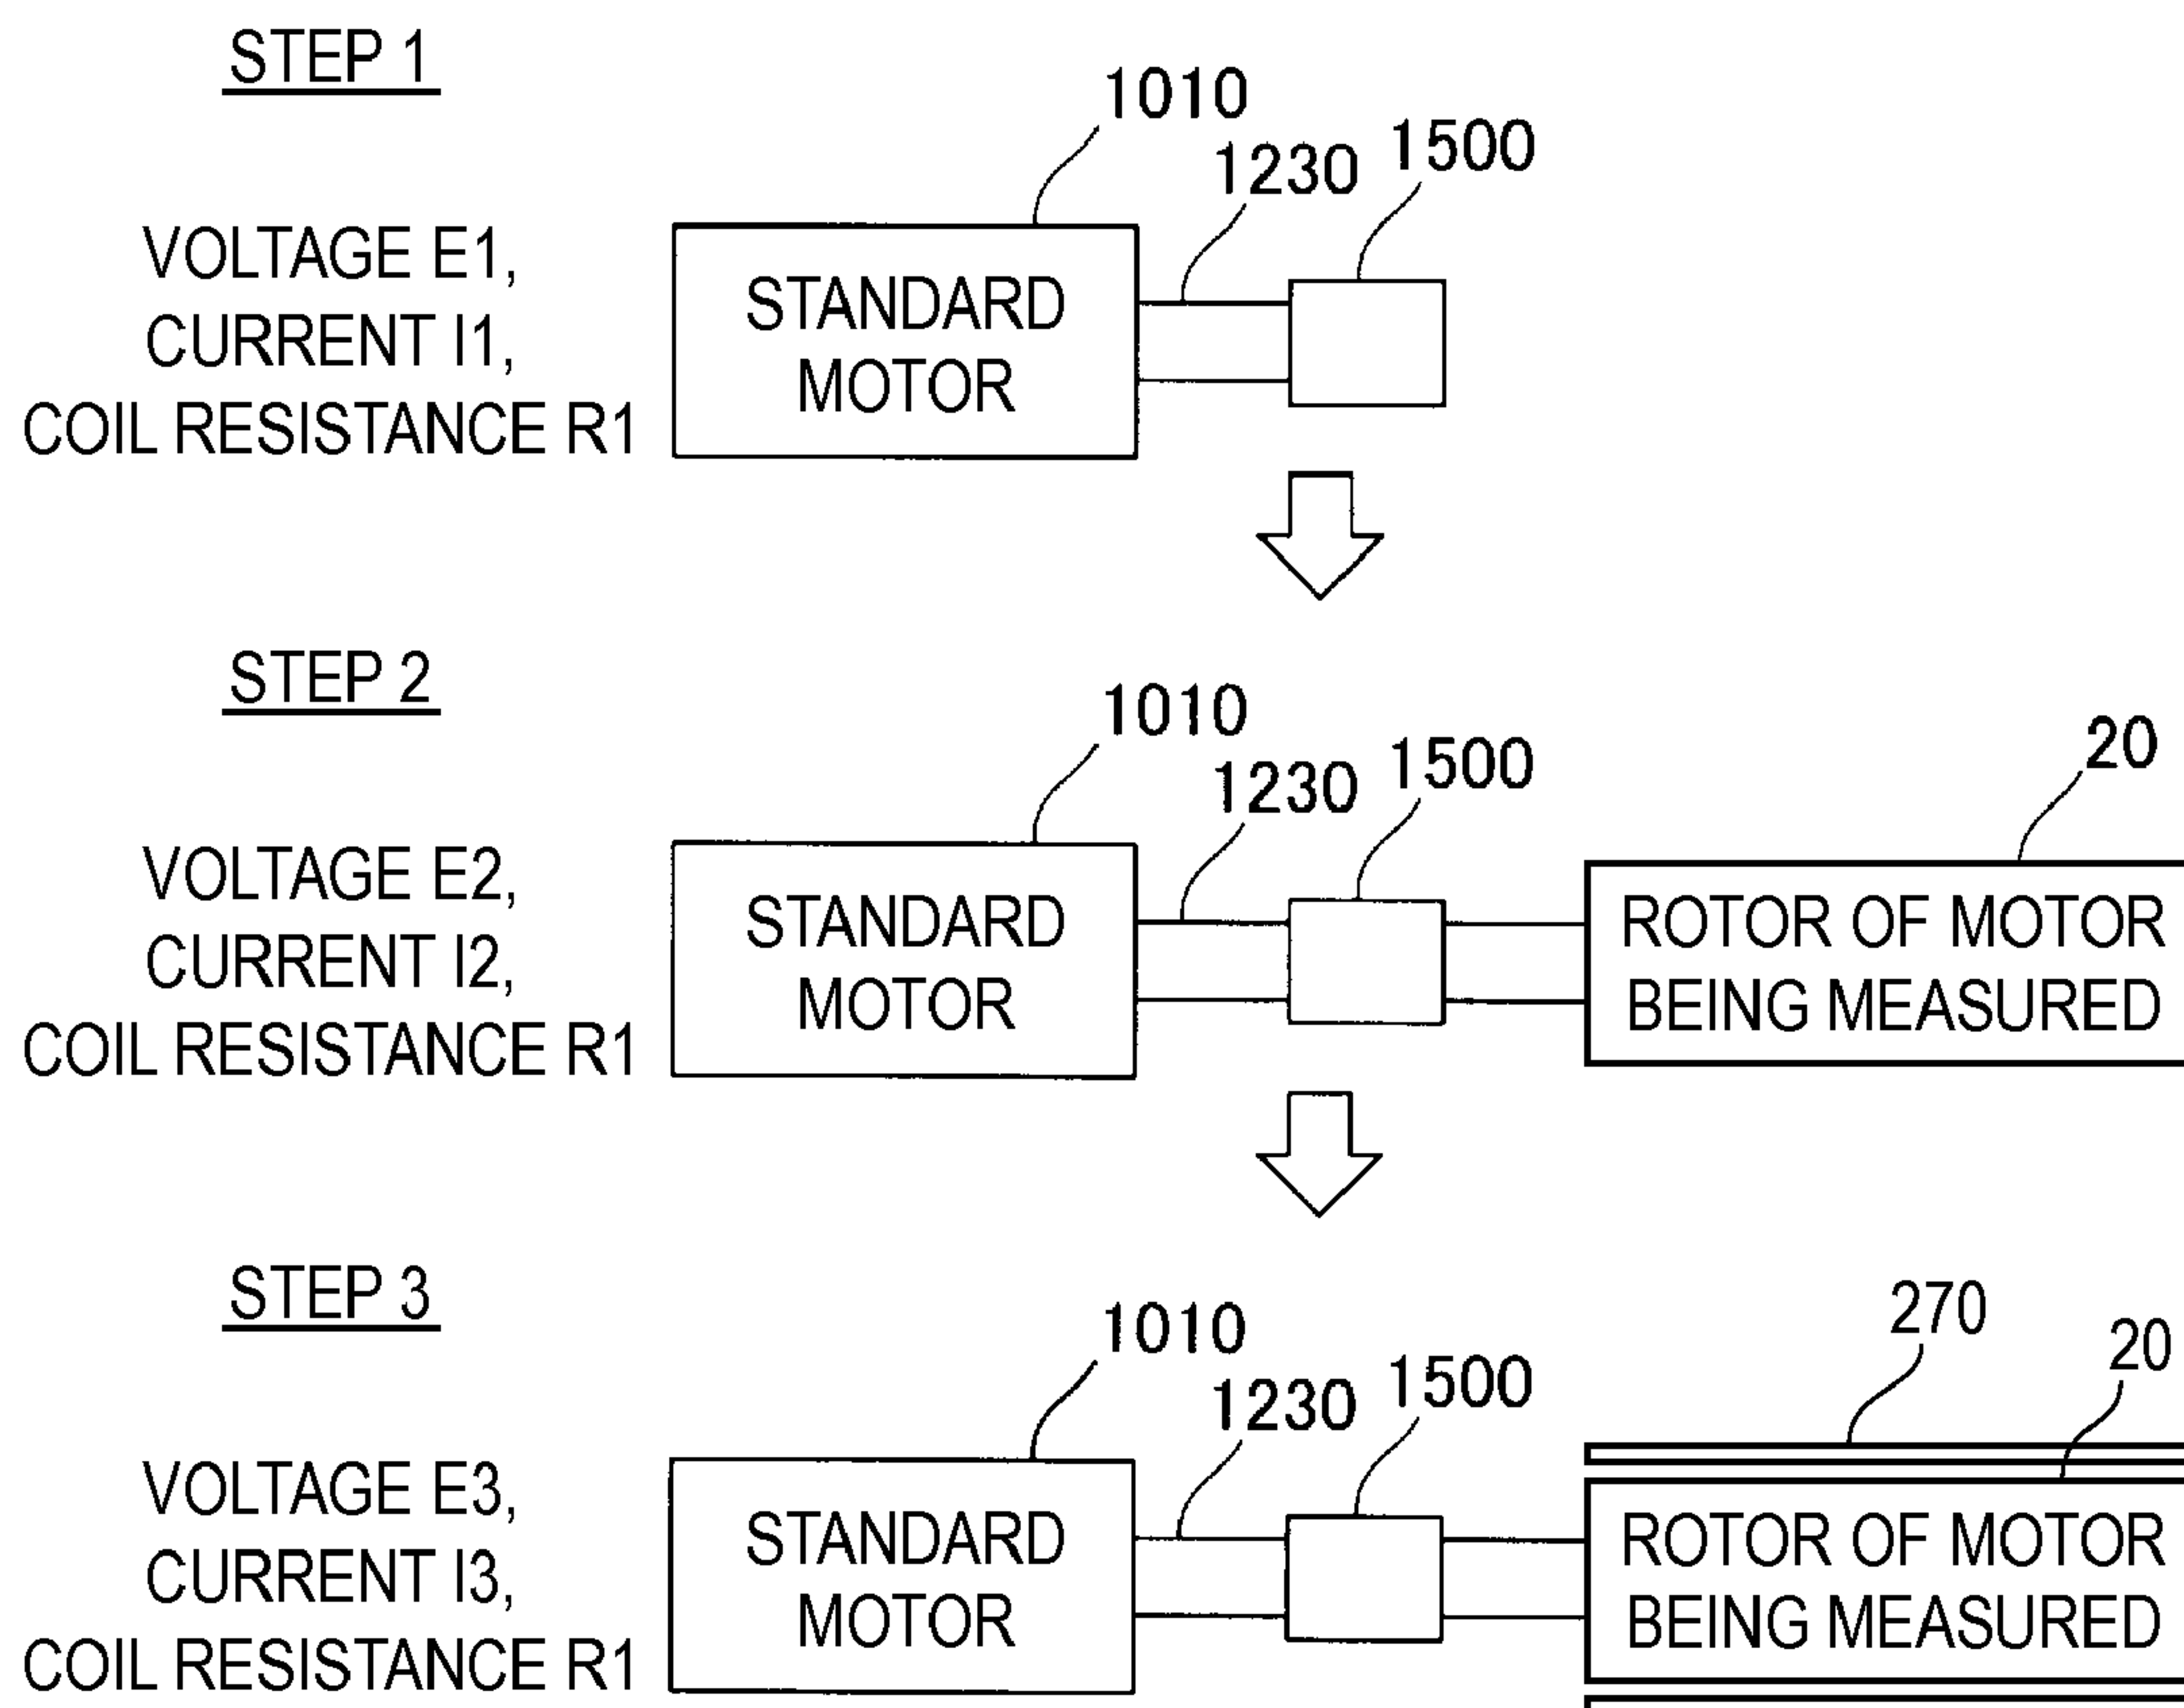 STEP 1
1010
1230
1500
VOLTAGE E1,
CURRENT I1,
COIL RESISTANCE R1
STANDARD
MOTOR
STEP 2
1010
1230
1500
20
VOLTAGE E2,
CURRENT I2,
COIL RESISTANCE R1
STANDARD
MOTOR
ROTOR OF MOTOR
BEING MEASURED
STEP 3
1010
1230
1500
270
20
VOLTAGE E3,
CURRENT I3,
COIL RESISTANCE R1
STANDARD
MOTOR
ROTOR OF MOTOR
BEING MEASURED